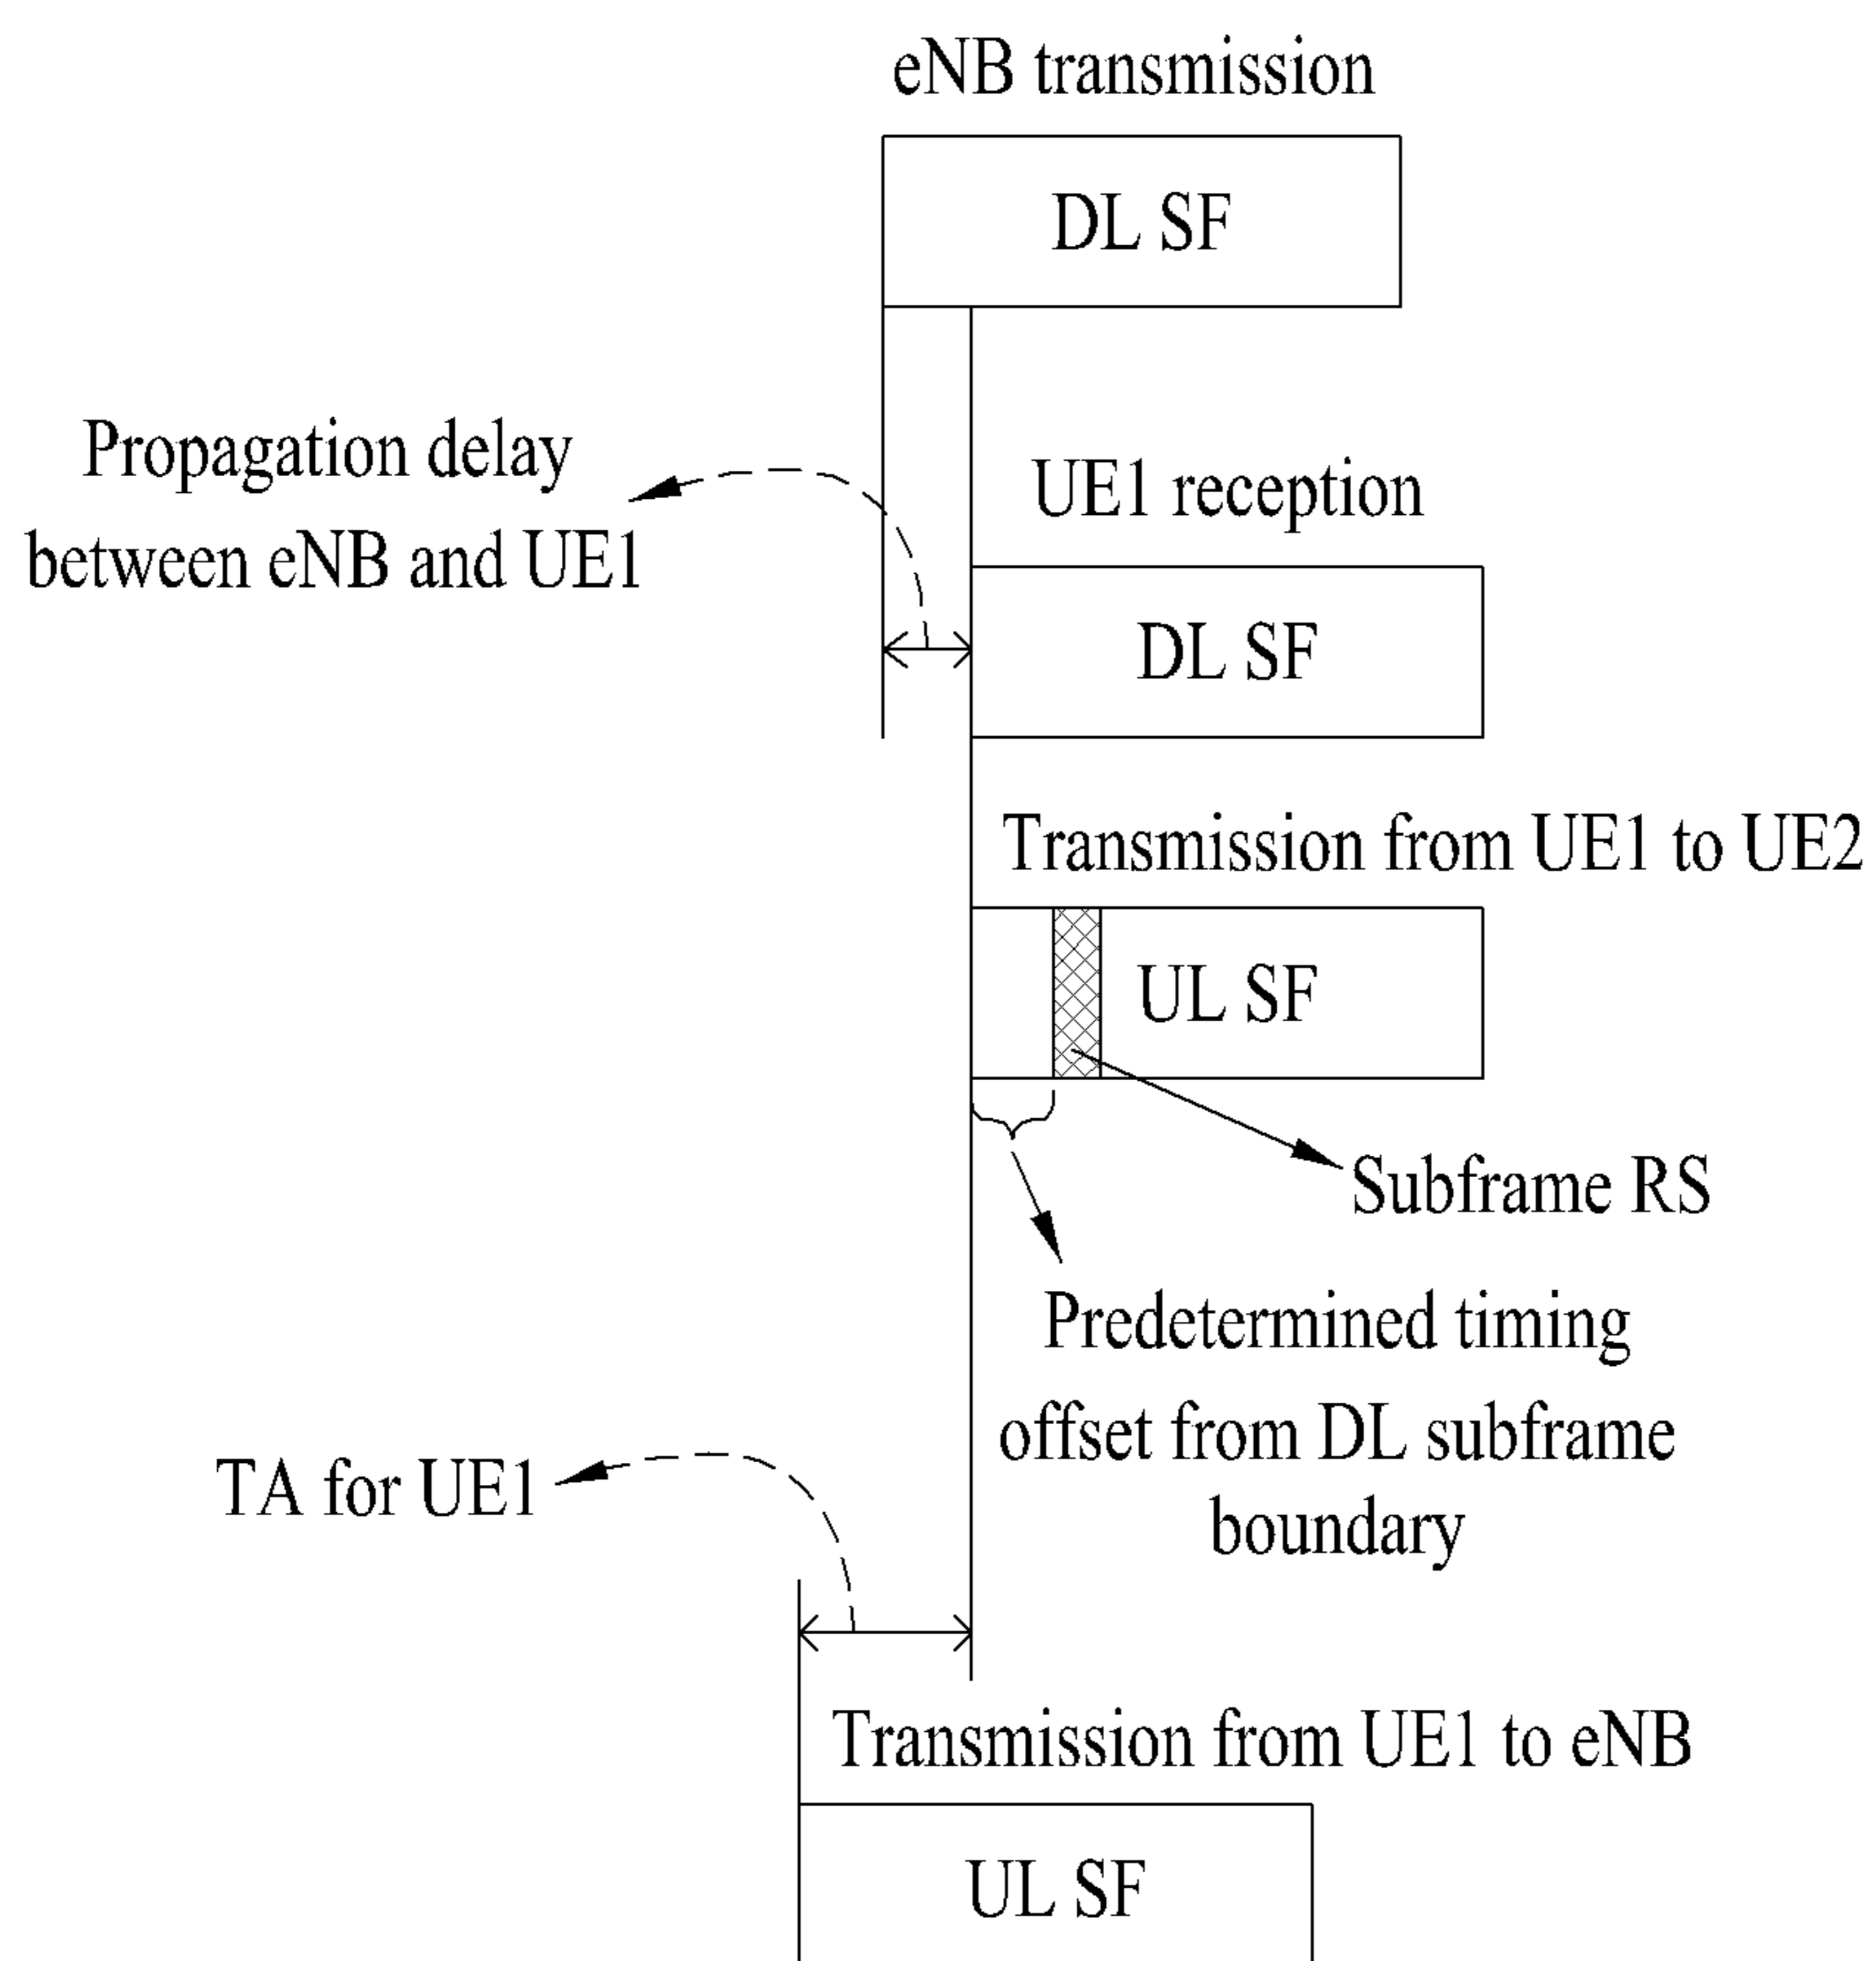 eNB transmission
DL SF
Propagation delay
between eNB and UE1
UE1 reception
DL SF
Transmission from UE1 to UE2
UL SF
Subframe RS
Predetermined timing
offset from DL subframe
boundary
TA for UE1
Transmission from UE1 to eNB
UL SF